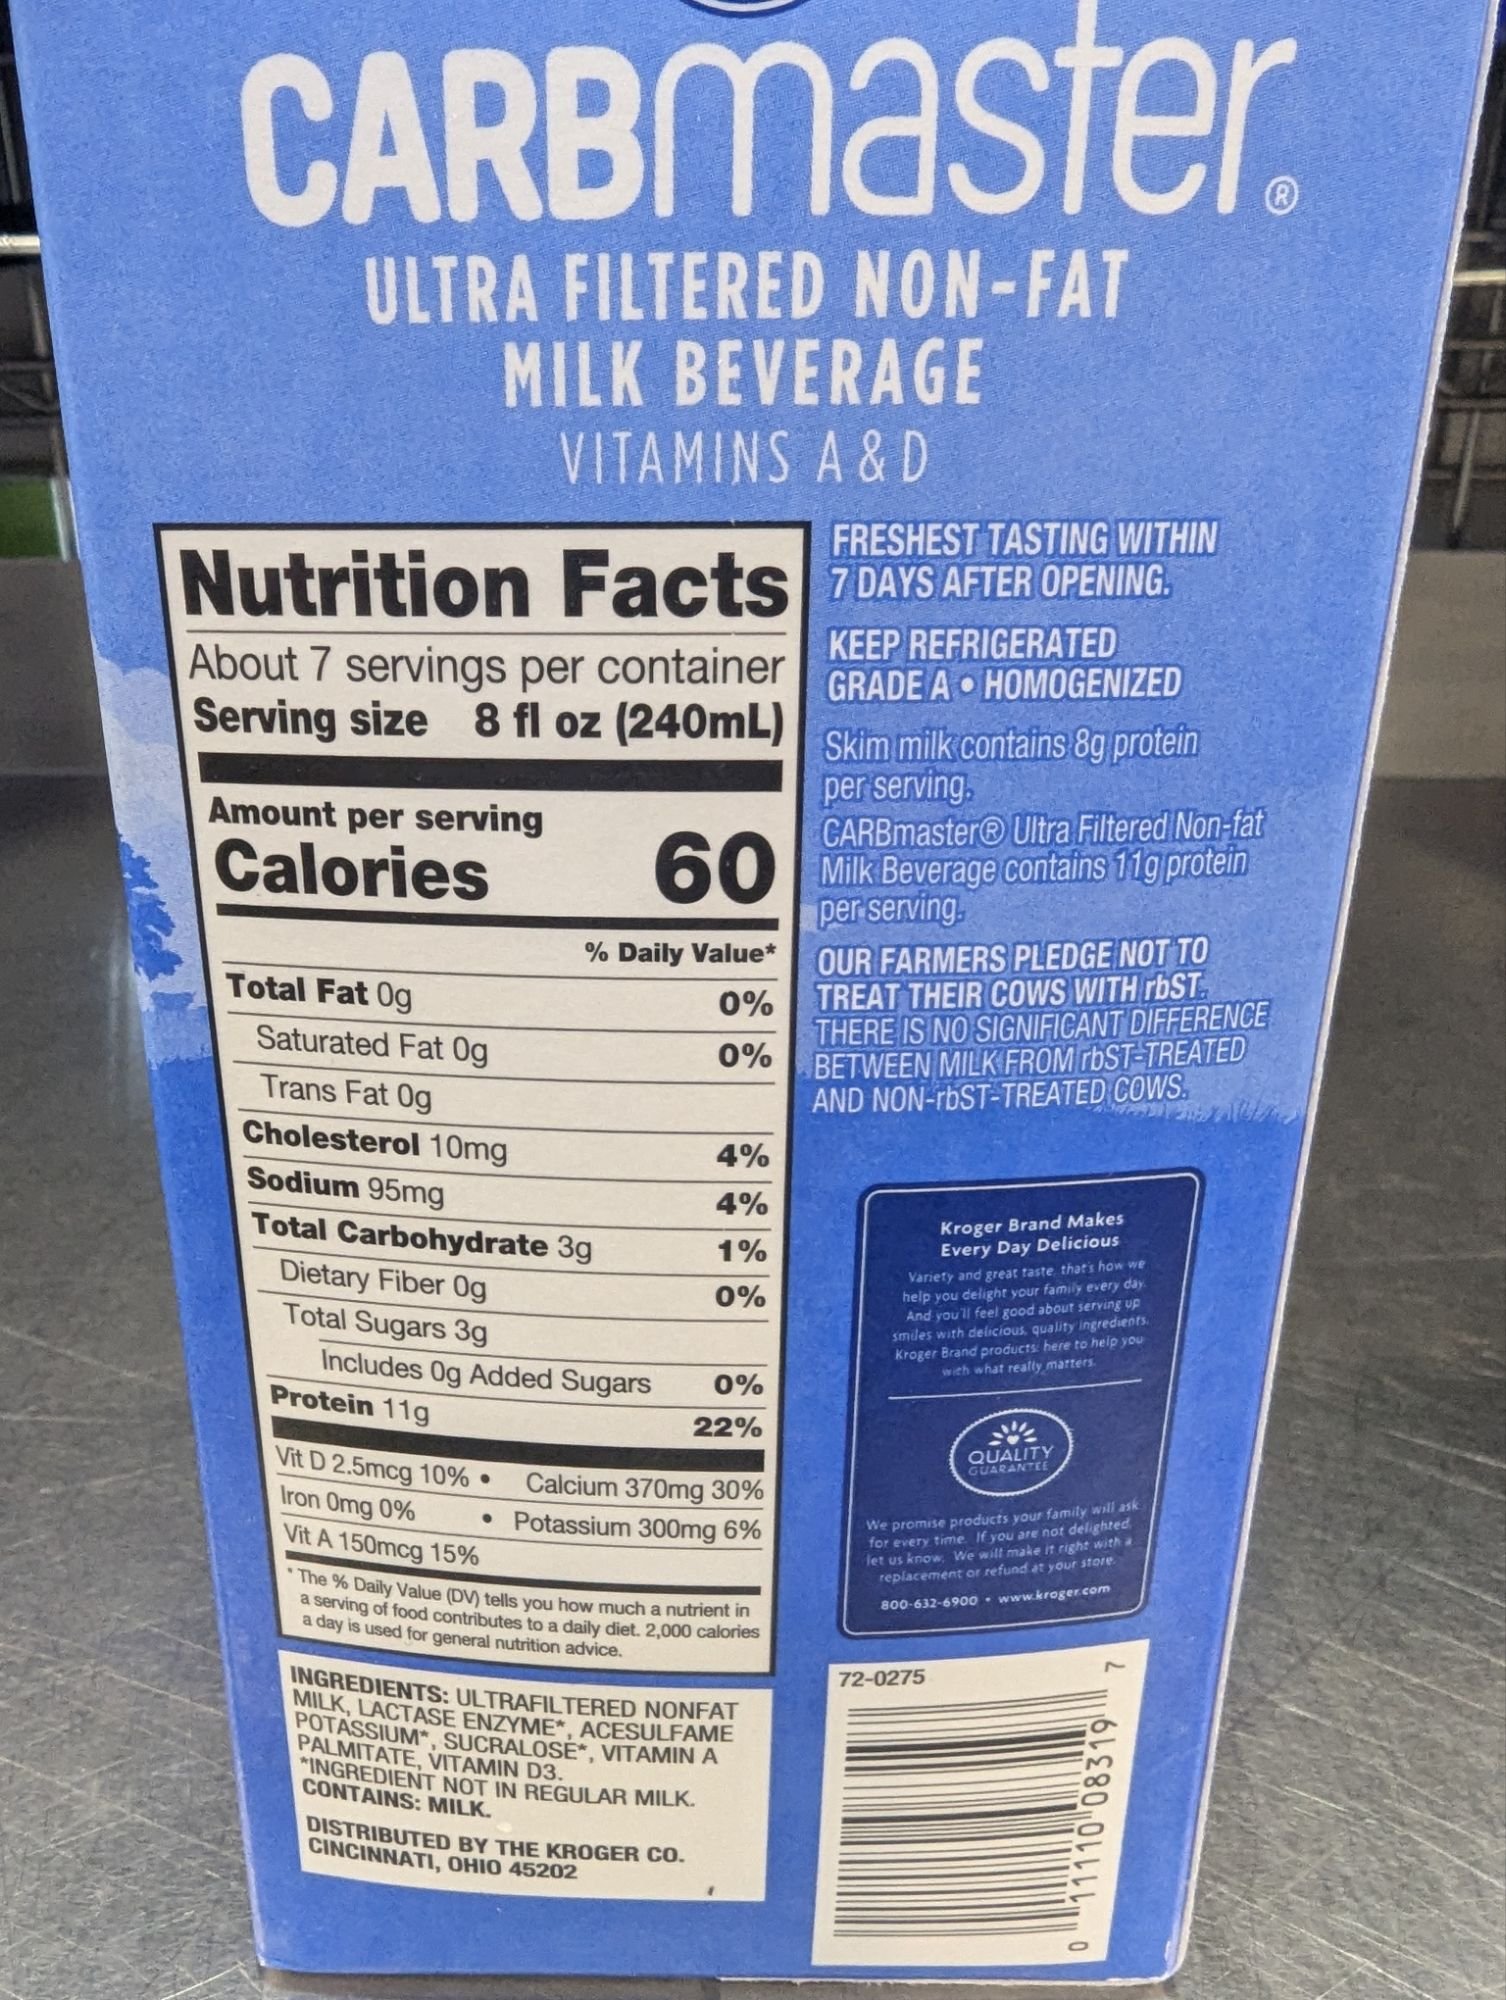 CARBmaster®
ULTRA FILTERED NON-FAT
MILK BEVERAGE
VITAMINS A & D
Nutrition Facts
About 7 servings per container
Serving size 8 fl oz (240mL)
Amount per serving
Calories 60
% Daily Value*
Total Fat 0g 0%
Saturated Fat 0g 0%
Trans Fat 0g
Cholesterol 10mg 4%
Sodium 95mg 4%
Total Carbohydrate 3g 1%
Dietary Fiber 0g 0%
Total Sugars 3g
Includes 0g Added Sugars 0%
Protein 11g 22%
Vit D 2.5mcg 10% • Calcium 370mg 30%
Iron 0mg 0% • Potassium 300mg 6%
Vit A 150mcg 15%
* The % Daily Value (DV) tells you how much a nutrient in
a serving of food contributes to a daily diet. 2,000 calories
a day is used for general nutrition advice.
INGREDIENTS: ULTRAFILTERED NONFAT
MILK, LACTASE ENZYME*, ACESULFAME
POTASSIUM*, SUCRALOSE*, VITAMIN A
PALMITATE, VITAMIN D3.
*INGREDIENT NOT IN REGULAR MILK.
CONTAINS: MILK.
DISTRIBUTED BY THE KROGER CO.
CINCINNATI, OHIO 45202
FRESHEST TASTING WITHIN
7 DAYS AFTER OPENING.
KEEP REFRIGERATED
GRADE A • HOMOGENIZED
Skim milk contains 8g protein
per serving.
CARBmaster® Ultra Filtered Non-fat
Milk Beverage contains 11g protein
per serving.
OUR FARMERS PLEDGE NOT TO
TREAT THEIR COWS WITH rbST.
THERE IS NO SIGNIFICANT DIFFERENCE
BETWEEN MILK FROM rbST-TREATED
AND NON-rbST-TREATED COWS.
Kroger Brand Makes
Every Day Delicious
Variety and great taste, that's how we
help you delight your family every day.
And you'll feel good about serving up
smiles with delicious, quality ingredients.
Kroger Brand products: here to help you
with what really matters.
QUALITY
GUARANTEE
We promise products your family will ask
for every time. If you are not delighted,
let us know. We will make it right with a
replacement or refund at your store.
800-632-6900 • www.kroger.com
72-0275
0 11110 08319 7